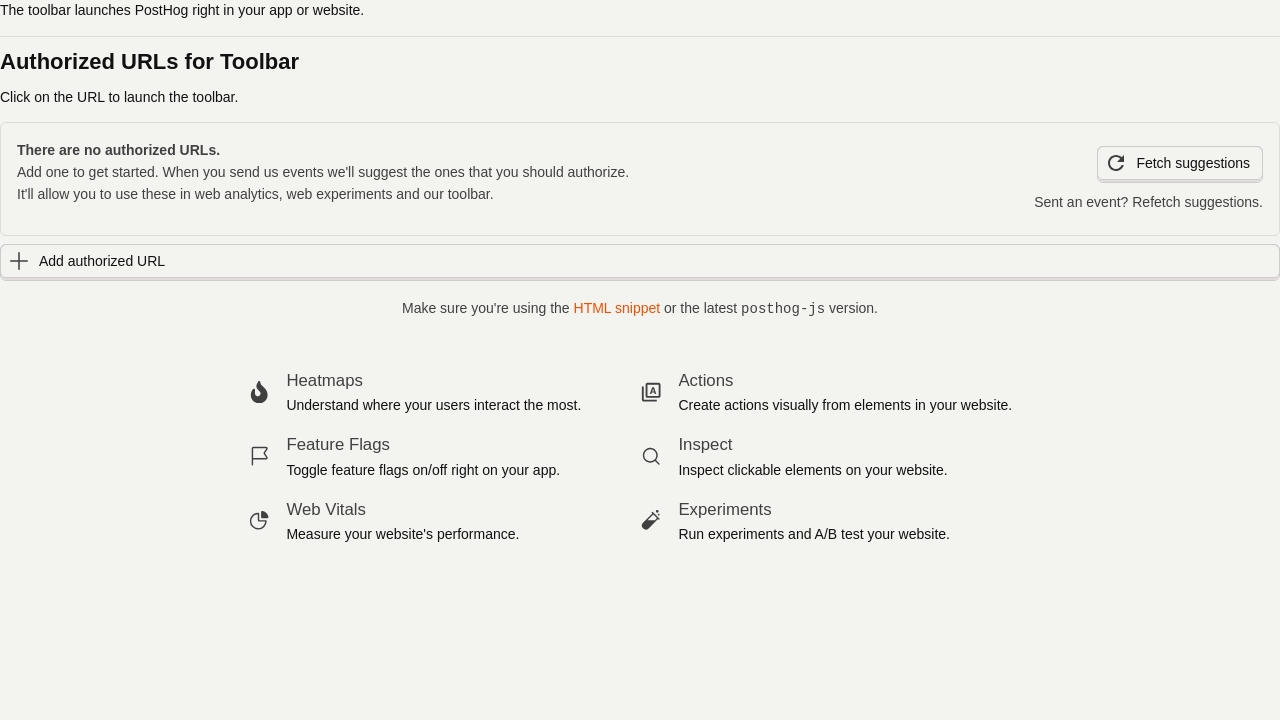 The toolbar launches PostHog right in your app or website.
Authorized URLs for Toolbar
Click on the URL to launch the toolbar.
There are no authorized URLs.
Add one to get started. When you send us events we'll suggest the ones that you should authorize.
It'll allow you to use these in web analytics, web experiments and our toolbar.
Fetch suggestions
Sent an event? Refetch suggestions.
Add authorized URL
Make sure you're using the HTML snippet or the latest posthog-js version.
Heatmaps
Understand where your users interact the most.
Actions
Create actions visually from elements in your website.
Feature Flags
Toggle feature flags on/off right on your app.
Inspect
Inspect clickable elements on your website.
Web Vitals
Measure your website's performance.
Experiments
Run experiments and A/B test your website.